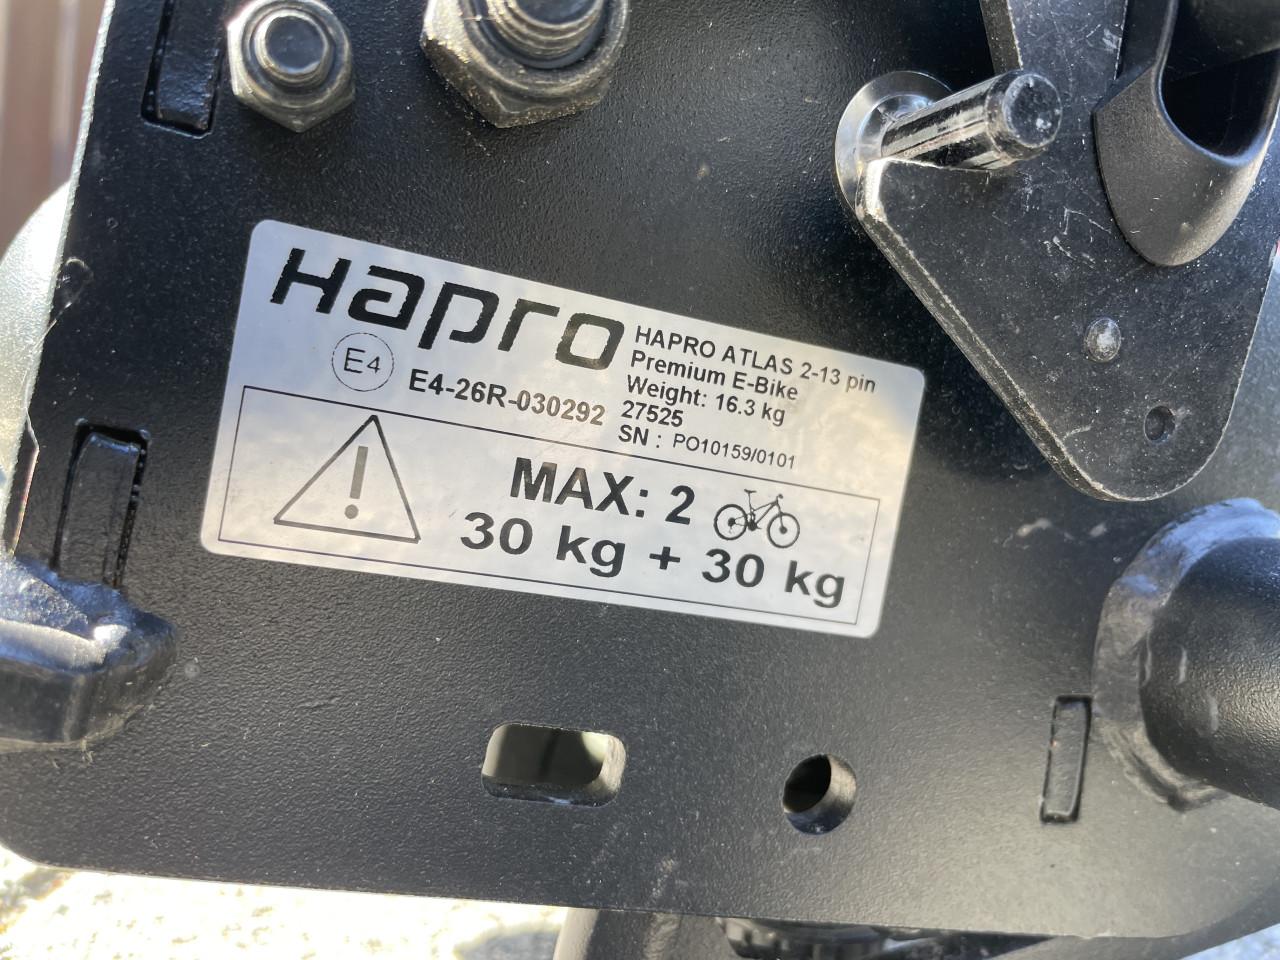 Hapro
HAPRO ATLAS 2-13 pin
Premium E-Bike
Weight: 16.3 kg
27525
SN : PO10159/0101
E4
E4-26R-030292
!
MAX: 2
30 kg + 30 kg